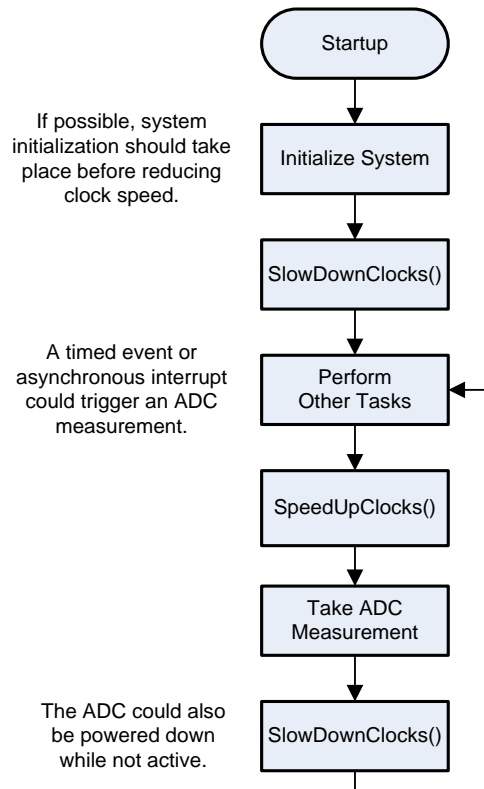 Startup
If possible, system
initialization should take
place before reducing
clock speed.
Initialize System
SlowDownClocks()
A timed event or
asynchronous interrupt
could trigger an ADC
measurement.
Perform
Other Tasks
SpeedUpClocks()
Take ADC
Measurement
The ADC could also
be powered down
while not active.
SlowDownClocks()